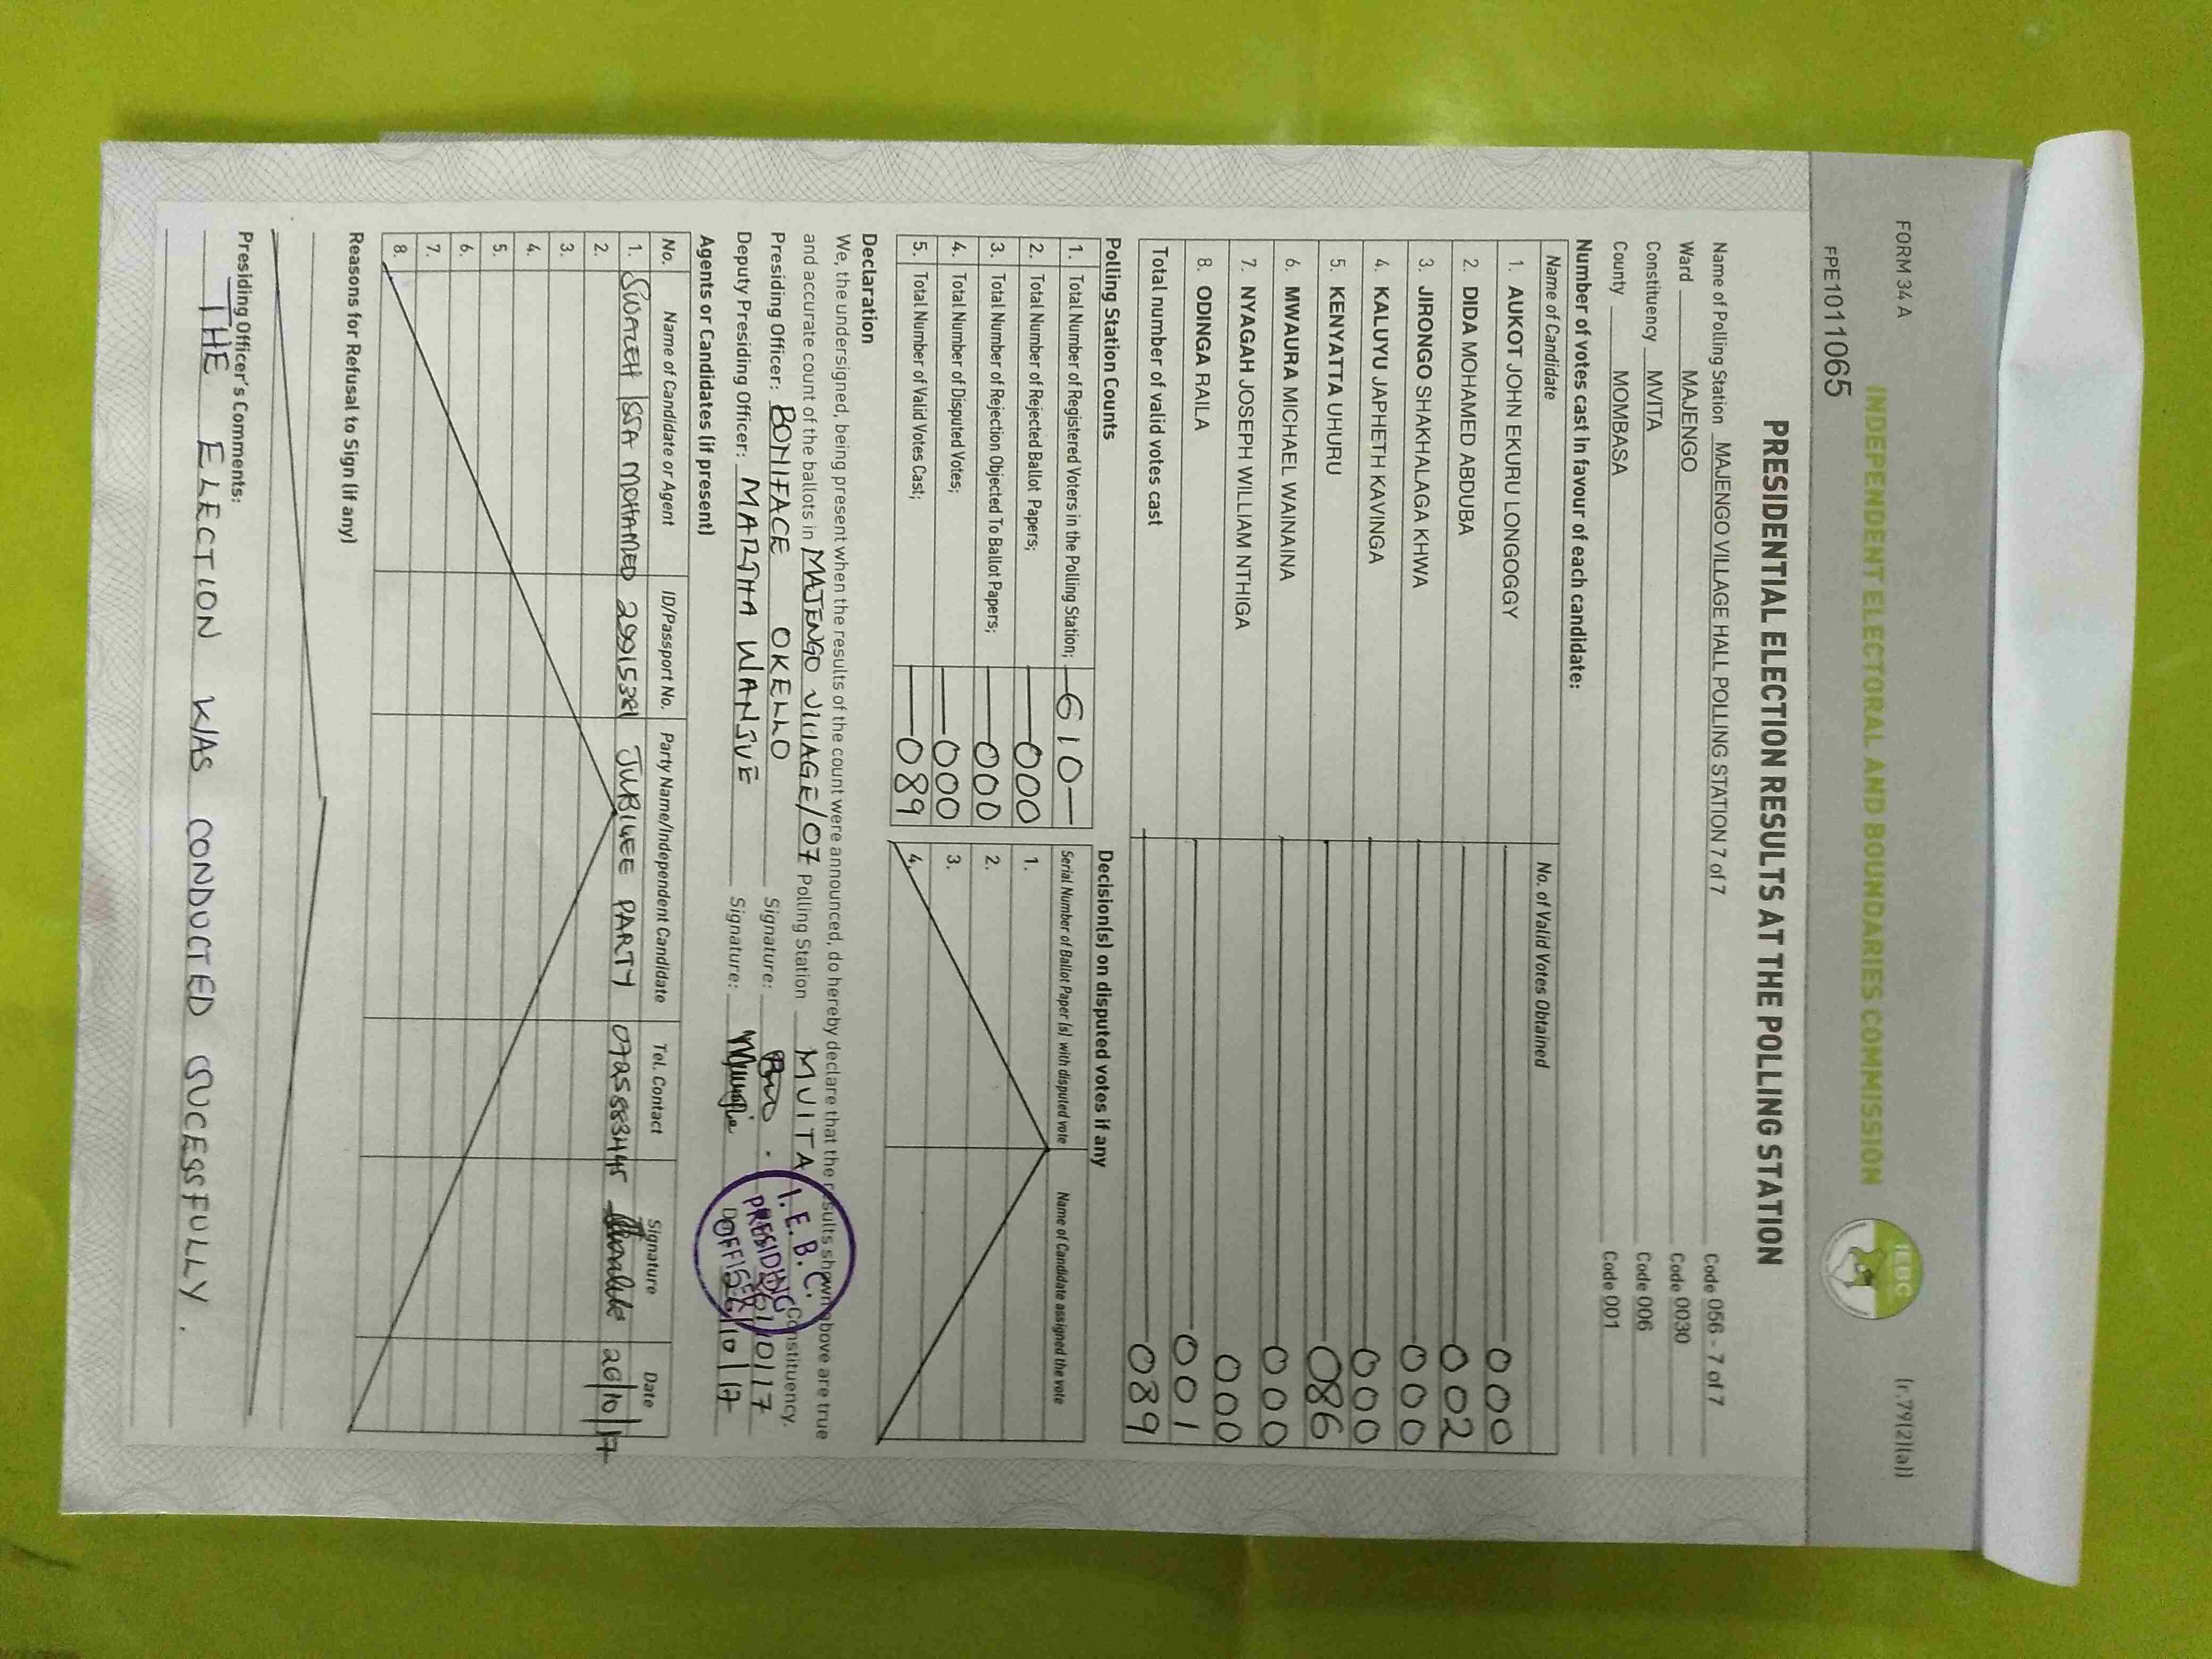 FORM 34 A
(r.79(2)(a))
INDEPENDENT ELECTORAL AND BOUNDARIES COMMISSION
IEBC
FPE1011065
PRESIDENTIAL ELECTION RESULTS AT THE POLLING STATION
Name of Polling Station MAJENGO VILLAGE HALL POLLING STATION 7 of 7 Code 056 - 7 of 7
Ward MAJENGO Code 0030
Constituency MVITA Code 006
County MOMBASA Code 001
Number of votes cast in favour of each candidate:
Name of Candidate No. of Valid Votes Obtained
1. AUKOT JOHN EKURU LONGOGGY 000
2. DIDA MOHAMED ABDUBA 002
3. JIRONGO SHAKHALAGA KHWA 000
4. KALUYU JAPHETH KAVINGA 000
5. KENYATTA UHURU 086
6. MWAURA MICHAEL WAINAINA 000
7. NYAGAH JOSEPH WILLIAM NTHIGA 000
8. ODINGA RAILA 001
Total number of valid votes cast 089
Polling Station Counts
1. Total Number of Registered Voters in the Polling Station; 610
2. Total Number of Rejected Ballot Papers; 000
3. Total Number of Rejection Objected To Ballot Papers; 000
4. Total Number of Disputed Votes; 000
5. Total Number of Valid Votes Cast; 089
Decision(s) on disputed votes if any
Serial Number of Ballot Paper (s) with disputed vote Name of Candidate assigned the vote
1.
2.
3.
4.
Declaration
We, the undersigned, being present when the results of the count were announced, do hereby declare that the results shown above are true
and accurate count of the ballots in MAJENGO VILLAGE/07 Polling Station MVITA Constituency.
Presiding Officer: BONIFACE OKELLO Signature: 26/10/17
Deputy Presiding Officer: MARTHA WANJUE Signature: 26/10/17
I.E.B.C.
PRESIDING
OFFICER
Agents or Candidates (if present)
No. Name of Candidate or Agent ID/Passport No. Party Name/Independent Candidate Tel. Contact Signature Date
1. ISSA MOHAMED JUBILEE PARTY 26/10/17
2.
3.
4.
5.
6.
7.
8.
Reasons for Refusal to Sign (if any)
Presiding Officer's Comments:
THE ELECTION WAS CONDUCTED SUCESSFULLY.